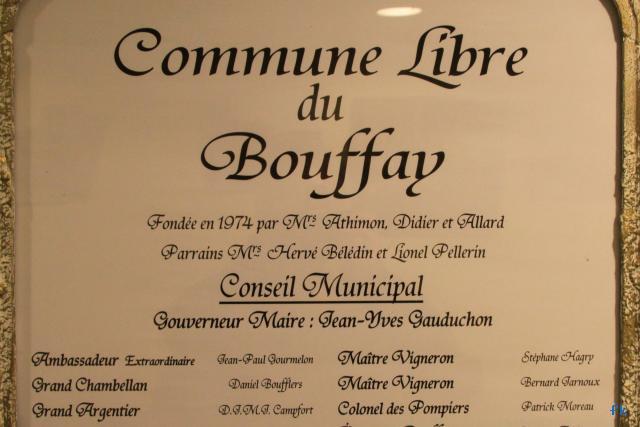 Commune Libre
du
Bouffay
Fondée en 1974 par Mrs Athimon, Didier et Allard
Parrains Mrs Hervé Bélédin et Lionel Pellerin
Conseil Municipal
Gouverneur Maire : Jean-Yves Gauduchon
Ambassadeur Extraordinaire Jean-Paul Gourmelon Maître Vigneron Stéphane Hagry
Grand Chambellan Daniel Boufflers Maître Vigneron Bernard Jarnoux
Grand Argentier D.J.M.J. Campfort Colonel des Pompiers Patrick Moreau